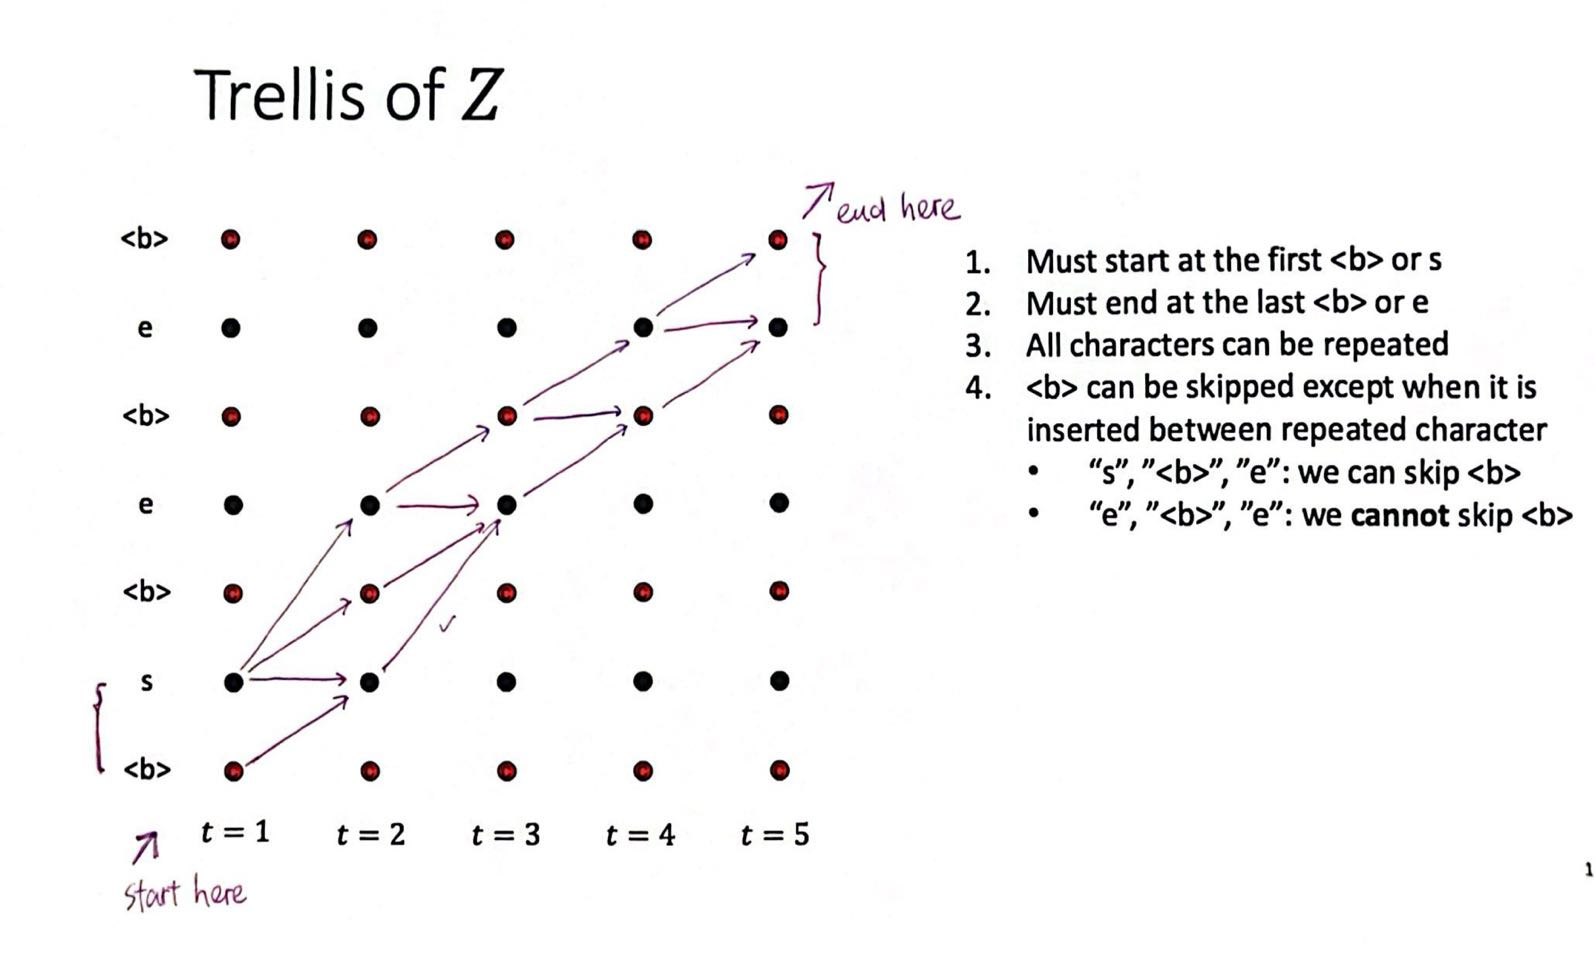 Trellis of Z
end here
<b>
e
<b>
e
<b>
s
<b>
t = 1 t = 2 t = 3 t = 4 t = 5
start here
1. Must start at the first <b> or s
2. Must end at the last <b> or e
3. All characters can be repeated
4. <b> can be skipped except when it is
inserted between repeated character
• “s”, ”<b>”, ”e”: we can skip <b>
• “e”, ”<b>”, ”e”: we cannot skip <b>
1